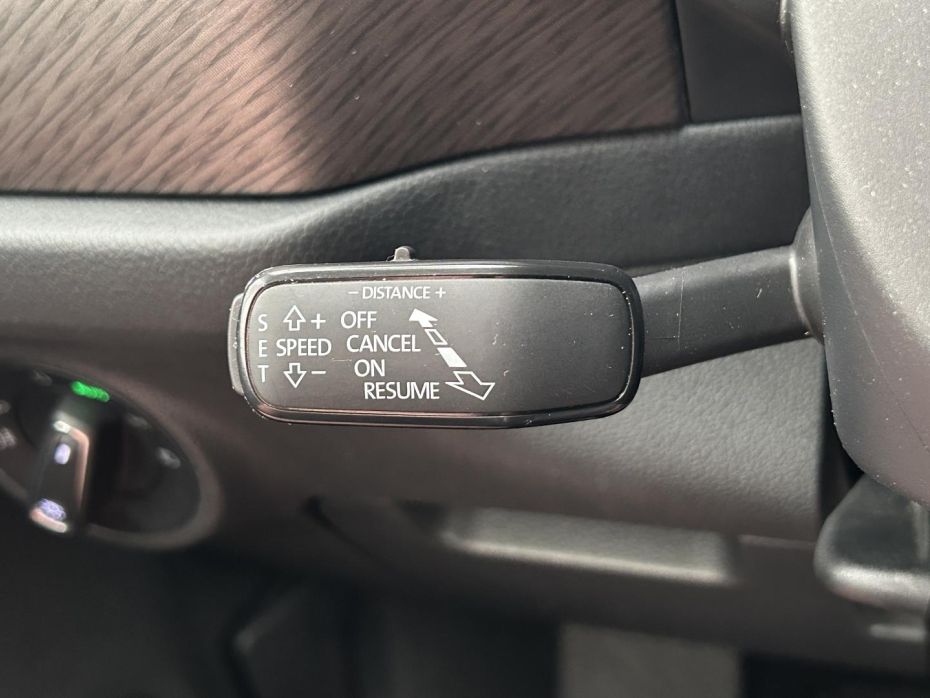 − DISTANCE +
S + OFF
E SPEED CANCEL
T − ON
RESUME